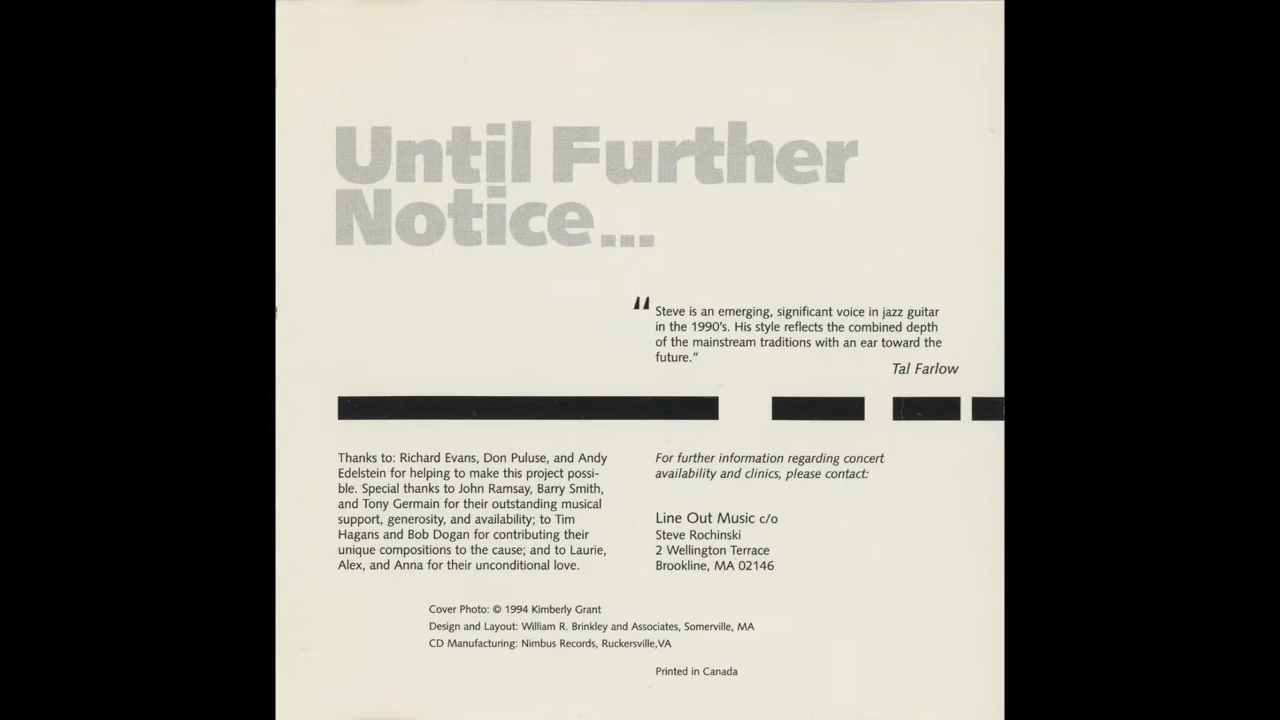 Until Further
Notice...
“ Steve is an emerging, significant voice in jazz guitar
in the 1990's. His style reflects the combined depth
of the mainstream traditions with an ear toward the
future.”
Tal Farlow
Thanks to: Richard Evans, Don Puluse, and Andy
Edelstein for helping to make this project possi-
ble. Special thanks to John Ramsay, Barry Smith,
and Tony Germain for their outstanding musical
support, generosity, and availability; to Tim
Hagans and Bob Dogan for contributing their
unique compositions to the cause; and to Laurie,
Alex, and Anna for their unconditional love.
For further information regarding concert
availability and clinics, please contact:
Line Out Music c/o
Steve Rochinski
2 Wellington Terrace
Brookline, MA 02146
Cover Photo: © 1994 Kimberly Grant
Design and Layout: William R. Brinkley and Associates, Somerville, MA
CD Manufacturing: Nimbus Records, Ruckersville,VA
Printed in Canada